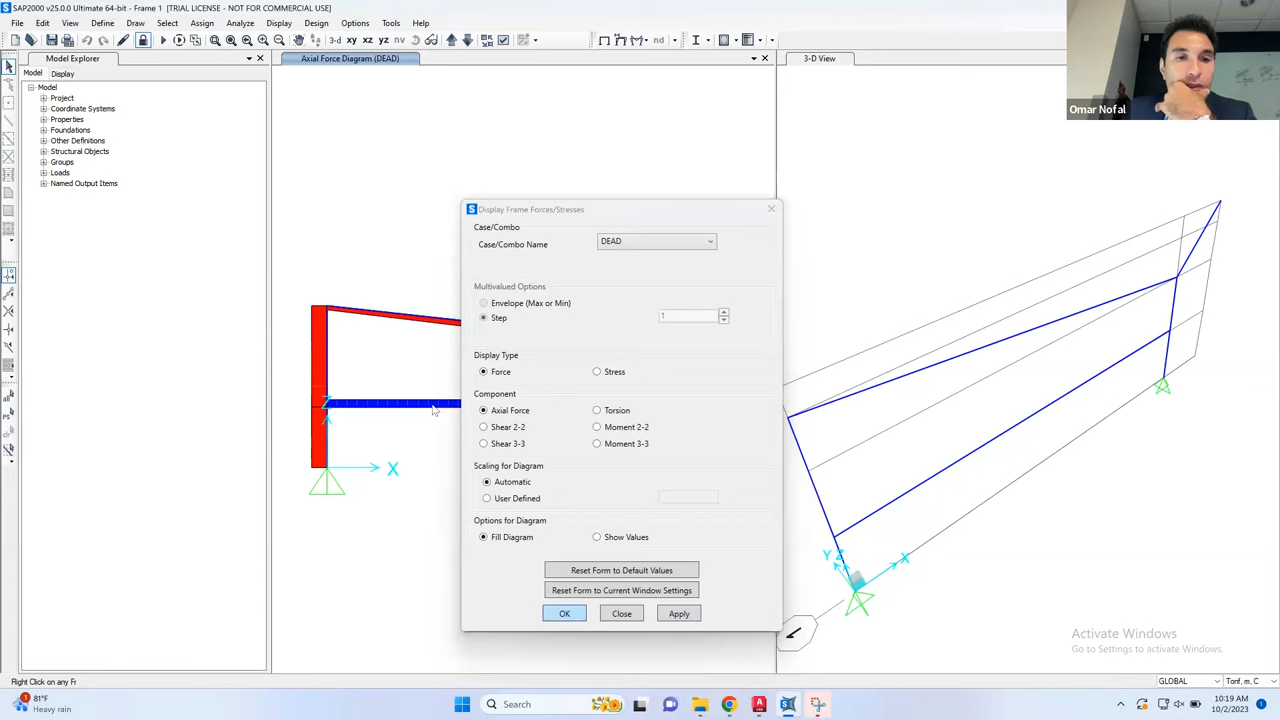 SAP2000 v25.0.0 Ultimate 64-bit - Frame 1 [TRIAL LICENSE - NOT FOR COMMERCIAL USE]
File Edit View Define Draw Select Assign Analyze Display Design Options Tools Help
3-d xy xz yz nv
nd
Model Explorer
Axial Force Diagram (DEAD)
3-D View
Model Display
Model
Project
Coordinate Systems
Properties
Foundations
Other Definitions
Structural Objects
Groups
Loads
Named Output Items
Omar Nofal
Display Frame Forces/Stresses
Case/Combo
Case/Combo Name DEAD
Multivalued Options
Envelope (Max or Min)
Step 1
Display Type
Force Stress
Component
Axial Force Torsion
Shear 2-2 Moment 2-2
Shear 3-3 Moment 3-3
Scaling for Diagram
Automatic
User Defined
Options for Diagram
Fill Diagram Show Values
Reset Form to Default Values
Reset Form to Current Window Settings
OK Close Apply
Z
X
Y Z X
Activate Windows
Go to Settings to activate Windows.
Right Click on any Fr
GLOBAL Tonf, m, C
1
81°F
Heavy rain
Search
10:19 AM
10/2/2023